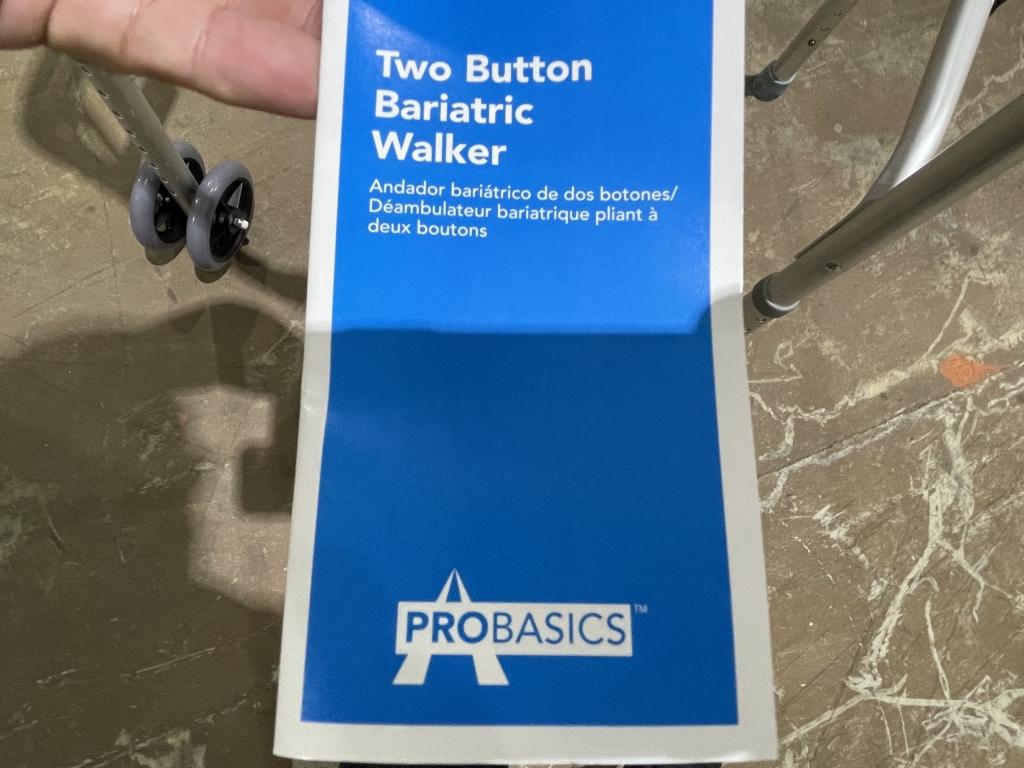 Two Button
Bariatric
Walker
Andador bariátrico de dos botones/
Déambulateur bariatrique pliant à
deux boutons
PROBASICS™